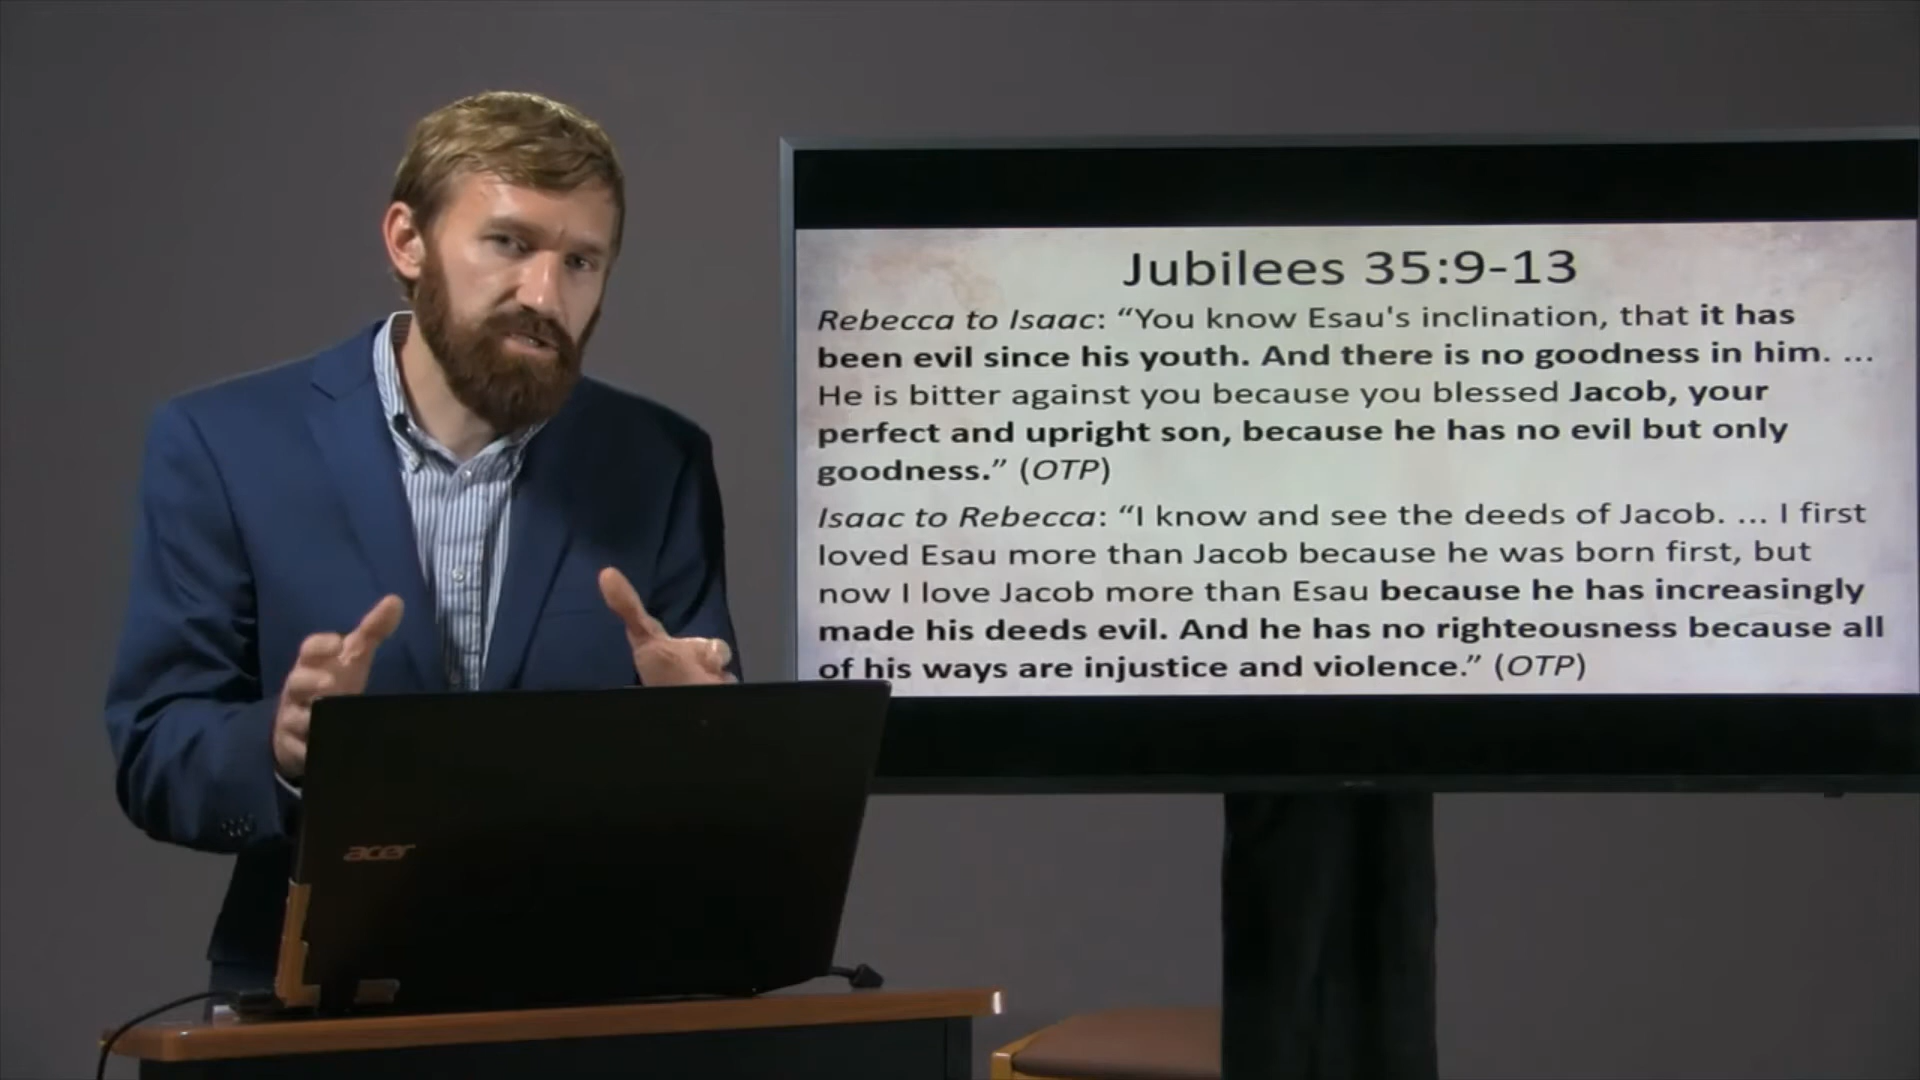 Jubilees 35:9-13
Rebecca to Isaac: “You know Esau's inclination, that it has
been evil since his youth. And there is no goodness in him. ...
He is bitter against you because you blessed Jacob, your
perfect and upright son, because he has no evil but only
goodness.” (OTP)
Isaac to Rebecca: “I know and see the deeds of Jacob. ... I first
loved Esau more than Jacob because he was born first, but
now I love Jacob more than Esau because he has increasingly
made his deeds evil. And he has no righteousness because all
of his ways are injustice and violence.” (OTP)
acer